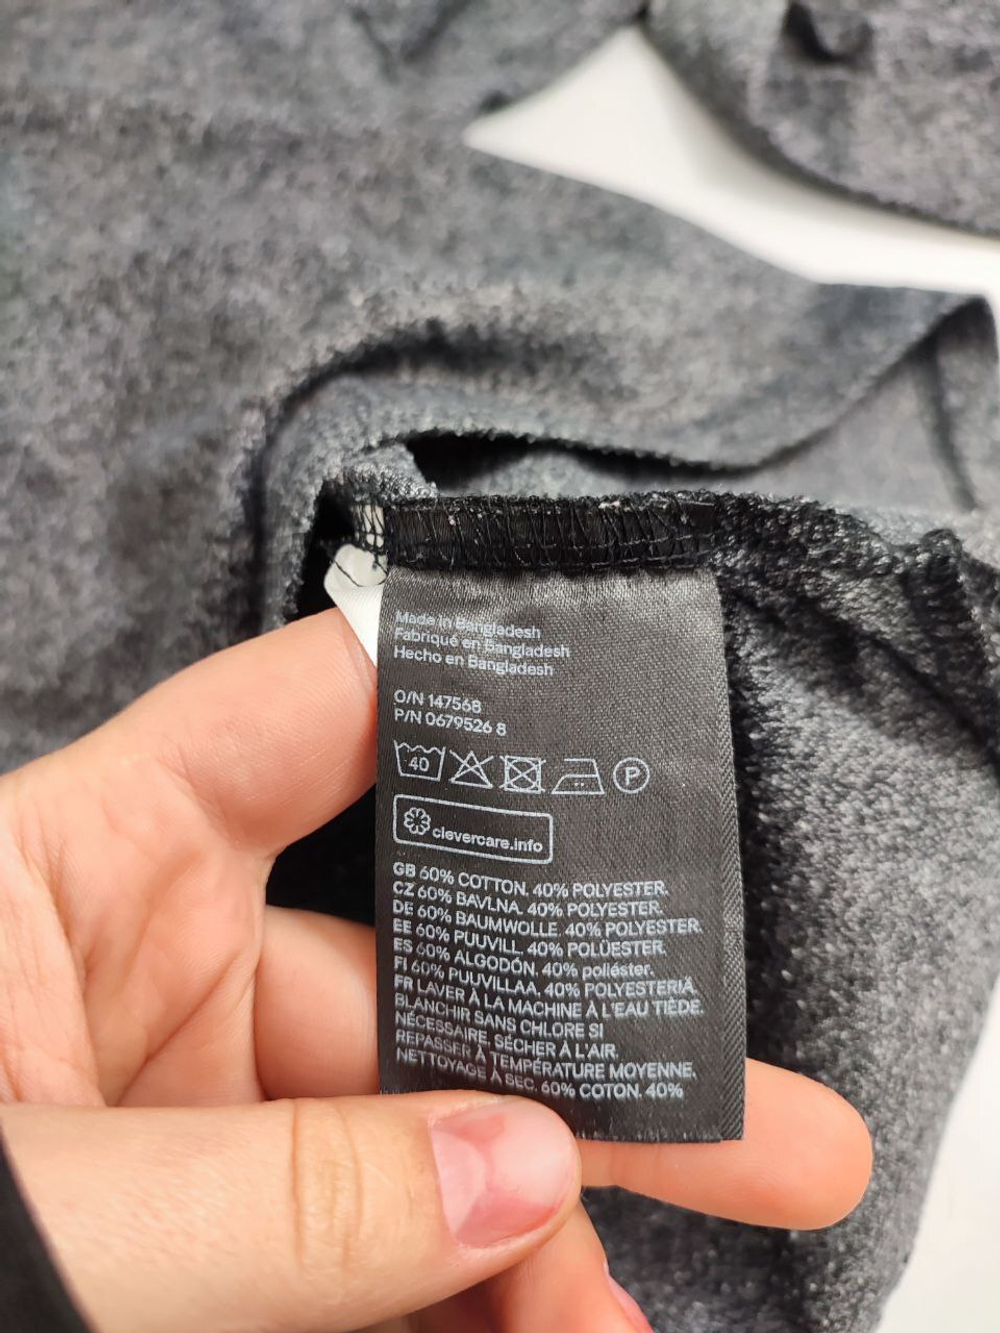 Made in Bangladesh
Fabriqué en Bangladesh
Hecho en Bangladesh
O/N 147568
P/N 0679526 8
40 P
clevercare.info
GB 60% COTTON. 40% POLYESTER.
CZ 60% BAVLNA. 40% POLYESTER.
DE 60% BAUMWOLLE. 40% POLYESTER.
EE 60% PUUVILL. 40% POLÜESTER.
ES 60% ALGODÓN. 40% poliéster.
FI 60% PUUVILLAA. 40% POLYESTERIÄ.
FR LAVER À LA MACHINE À L'EAU TIÈDE.
BLANCHIR SANS CHLORE SI
NÉCESSAIRE. SÉCHER À L'AIR.
REPASSER À TEMPÉRATURE MOYENNE.
NETTOYAGE À SEC. 60% COTON. 40%